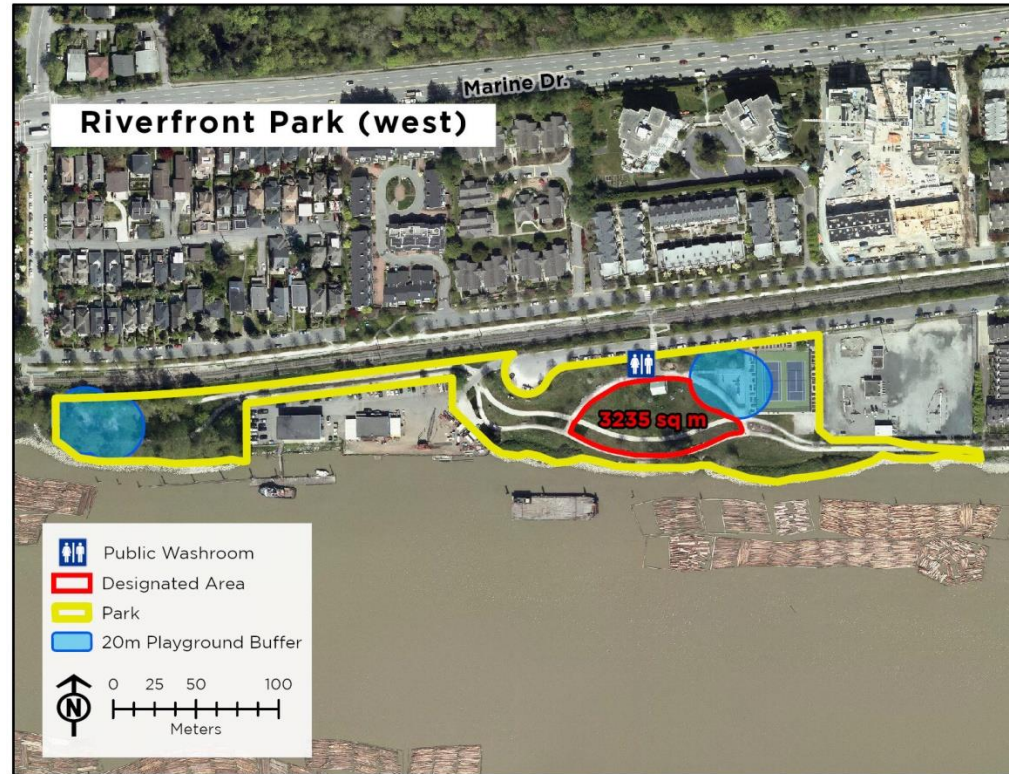 Marine Dr.
Riverfront Park (west)
3235 sq m
Public Washroom
Designated Area
Park
20m Playground Buffer
N
0 25 50 100
Meters